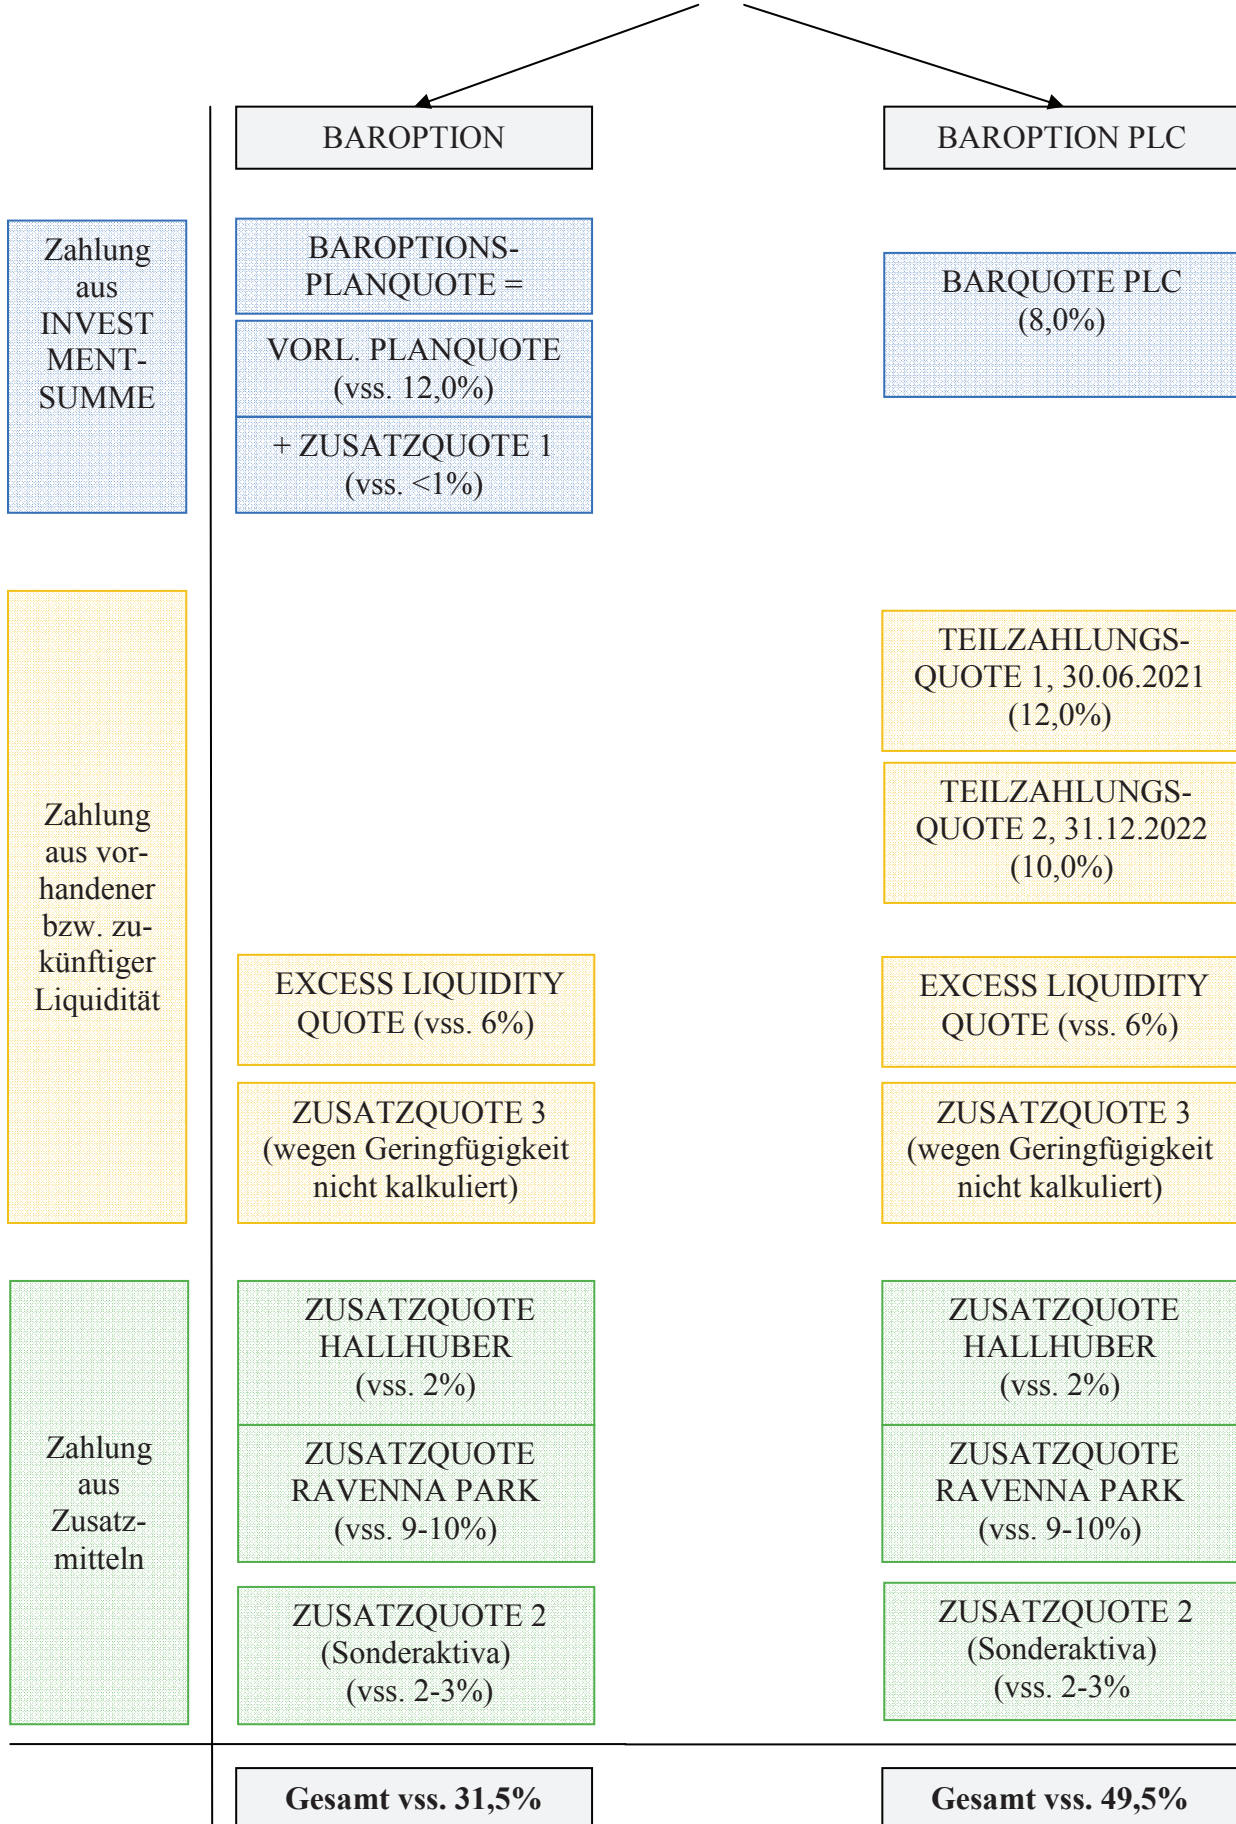 BAROPTION
BAROPTION PLC
Zahlung
aus
INVEST
MENT-
SUMME
BAROPTIONS-
PLANQUOTE =
VORL. PLANQUOTE
(vss. 12,0%)
+ ZUSATZQUOTE 1
(vss. <1%)
BARQUOTE PLC
(8,0%)
Zahlung
aus vor-
handener
bzw. zu-
künftiger
Liquidität
TEILZAHLUNGS-
QUOTE 1, 30.06.2021
(12,0%)
TEILZAHLUNGS-
QUOTE 2, 31.12.2022
(10,0%)
EXCESS LIQUIDITY
QUOTE (vss. 6%)
EXCESS LIQUIDITY
QUOTE (vss. 6%)
ZUSATZQUOTE 3
(wegen Geringfügigkeit
nicht kalkuliert)
ZUSATZQUOTE 3
(wegen Geringfügigkeit
nicht kalkuliert)
Zahlung
aus
Zusatz-
mitteln
ZUSATZQUOTE
HALLHUBER
(vss. 2%)
ZUSATZQUOTE
HALLHUBER
(vss. 2%)
ZUSATZQUOTE
RAVENNA PARK
(vss. 9-10%)
ZUSATZQUOTE
RAVENNA PARK
(vss. 9-10%)
ZUSATZQUOTE 2
(Sonderaktiva)
(vss. 2-3%)
ZUSATZQUOTE 2
(Sonderaktiva)
(vss. 2-3%
Gesamt vss. 31,5%
Gesamt vss. 49,5%